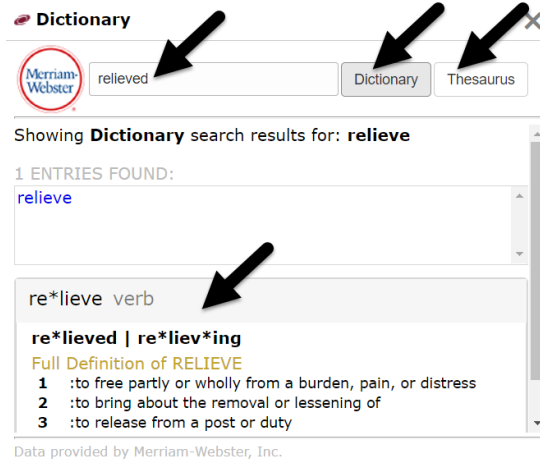 Dictionary
Merriam-
Webster
relieved
Dictionary
Thesaurus
Showing Dictionary search results for: relieve
1 ENTRIES FOUND:
relieve
re*lieve verb
re*lieved | re*liev*ing
Full Definition of RELIEVE
1 :to free partly or wholly from a burden, pain, or distress
2 :to bring about the removal or lessening of
3 :to release from a post or duty
Data provided by Merriam-Webster, Inc.